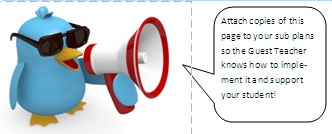 Attach copies of this
page to your sub plans
so the Guest Teacher
knows how to imple-
ment it and support
your student!